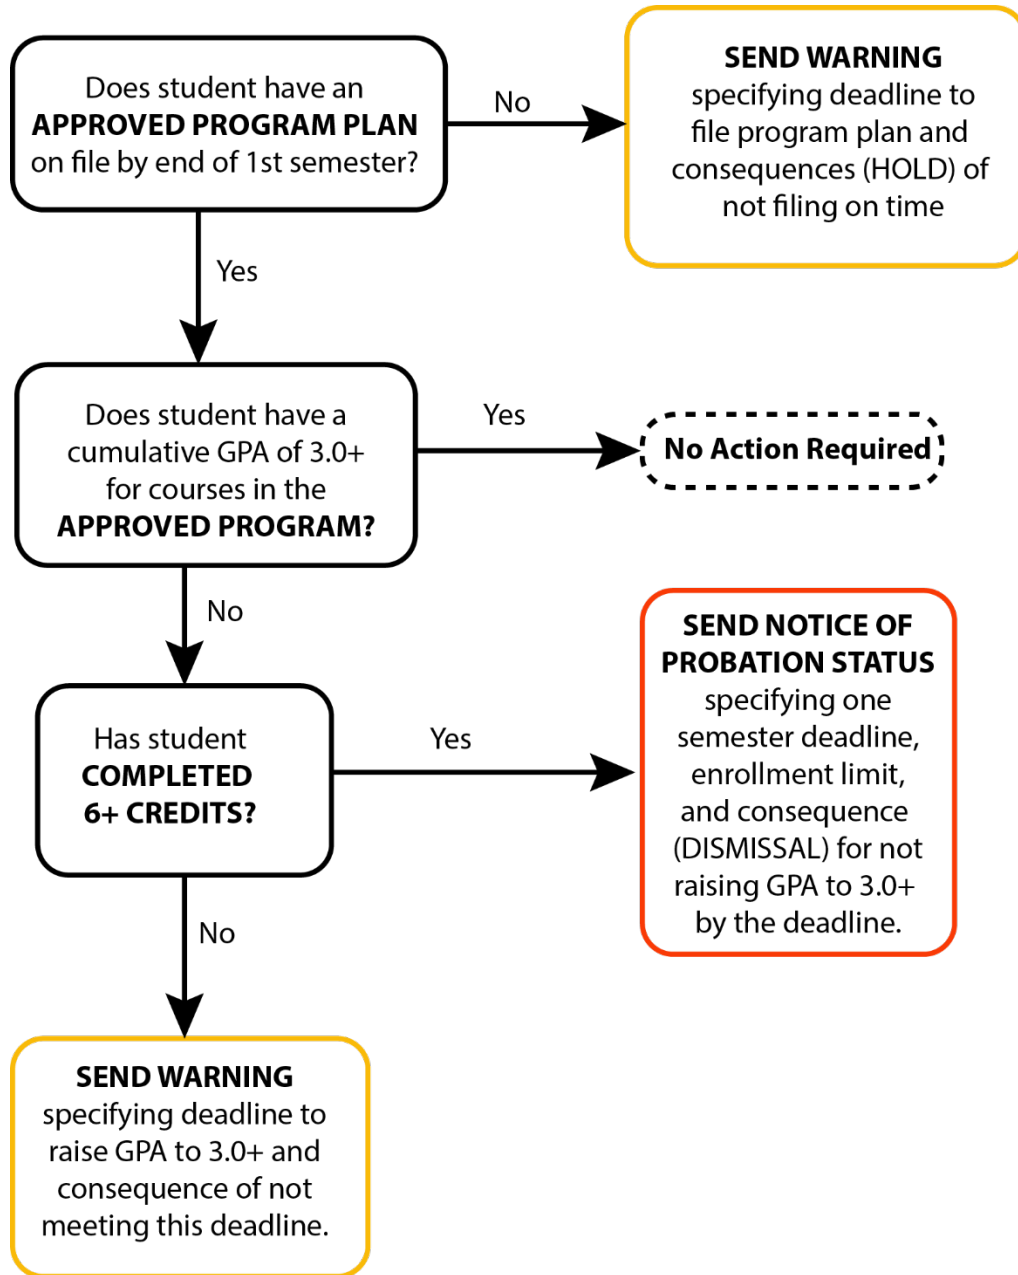 Does student have an
APPROVED PROGRAM PLAN
on file by end of 1st semester?
No
SEND WARNING
specifying deadline to
file program plan and
consequences (HOLD) of
not filing on time
Yes
Does student have a
cumulative GPA of 3.0+
for courses in the
APPROVED PROGRAM?
Yes
No Action Required
No
Has student
COMPLETED
6+ CREDITS?
Yes
SEND NOTICE OF
PROBATION STATUS
specifying one
semester deadline,
enrollment limit,
and consequence
(DISMISSAL) for not
raising GPA to 3.0+
by the deadline.
No
SEND WARNING
specifying deadline to
raise GPA to 3.0+ and
consequence of not
meeting this deadline.